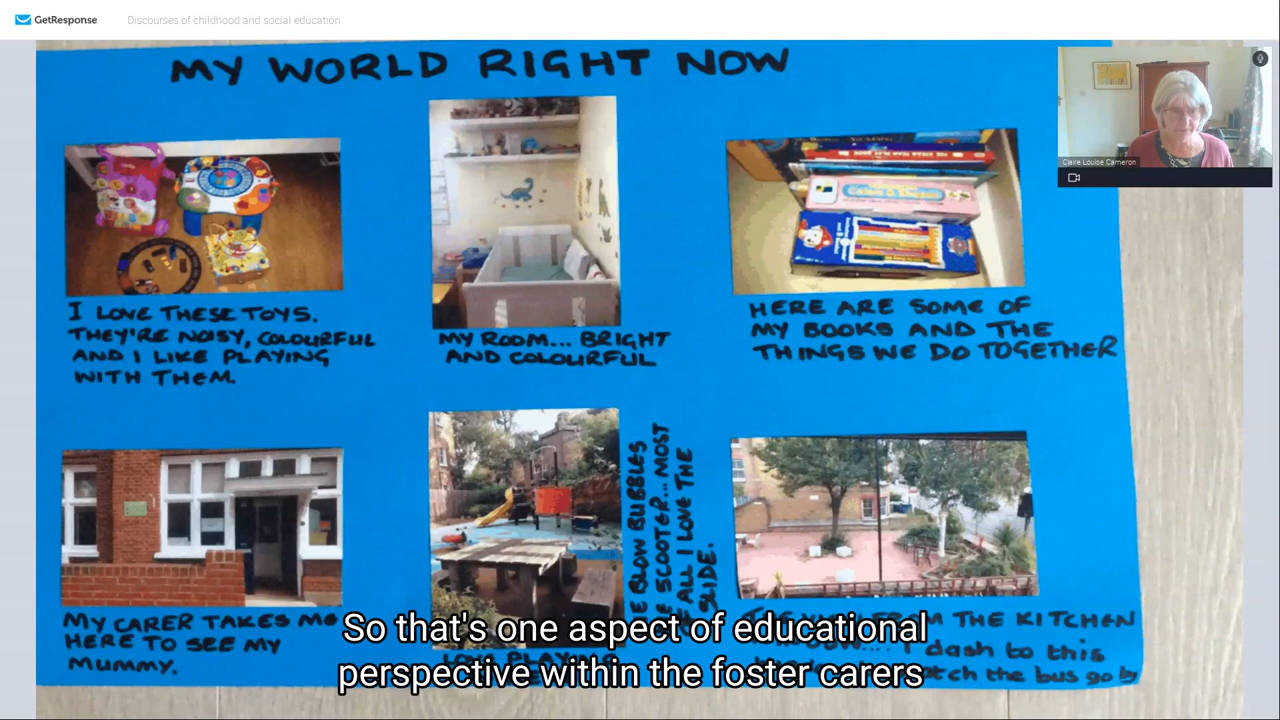 GetResponse
Discourses of childhood and social education
MY WORLD RIGHT NOW
Claire Louise Cameron
I LOVE THESE TOYS.
THEY'RE NOISY, COLOURFUL
AND I LIKE PLAYING
WITH THEM.
MY ROOM... BRIGHT
AND COLOURFUL
HERE ARE SOME OF
MY BOOKS AND THE
THINGS WE DO TOGETHER
MY CARER TAKES ME
HERE TO SEE MY
MUMMY.
BLOW BUBBLES
SCOOTER... MOST
ALL I LOVE THE
SLIDE.
PLAYING
THE KITCHEN
dash to this
the bus go by
So that's one aspect of educational
perspective within the foster carers